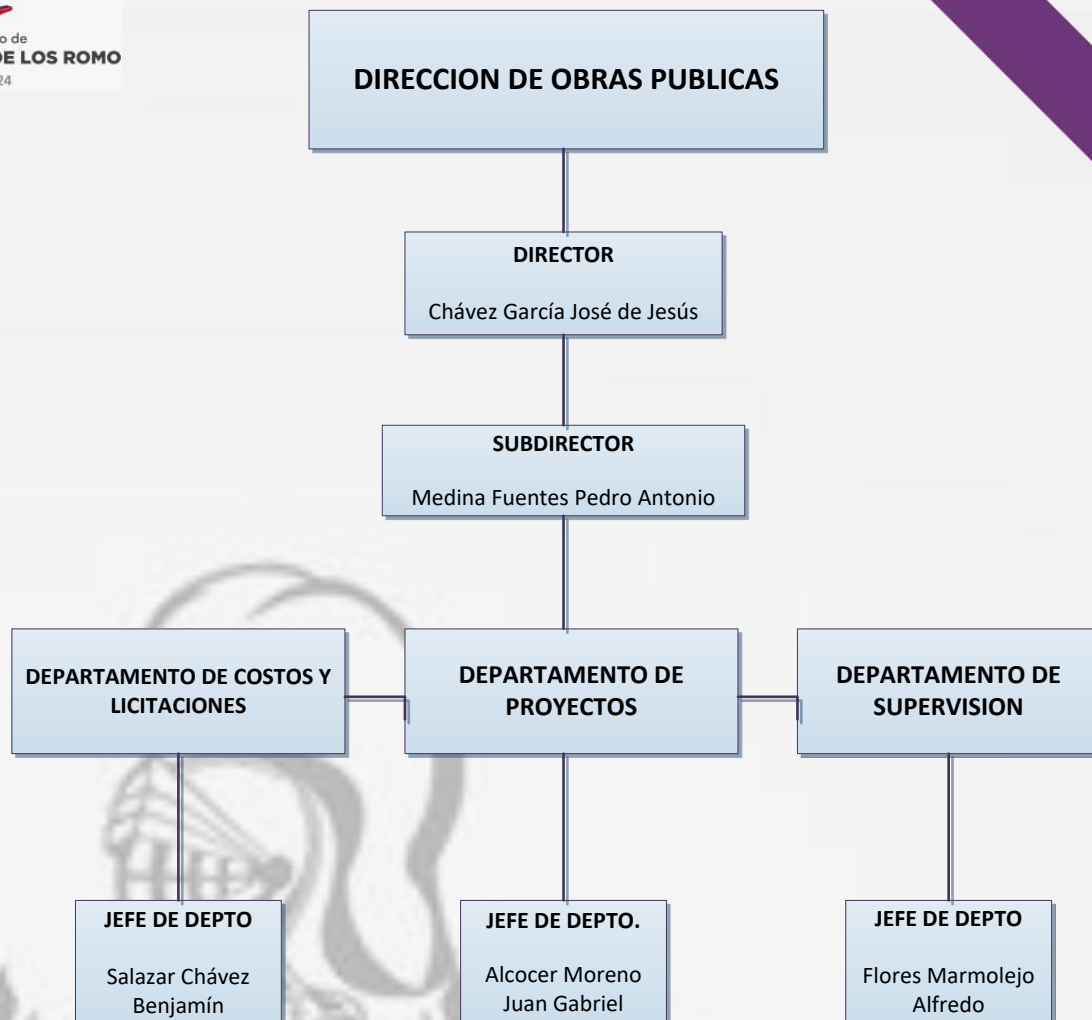 o de
DE LOS ROMO
24
DIRECCION DE OBRAS PUBLICAS
DIRECTOR
Chávez García José de Jesús
SUBDIRECTOR
Medina Fuentes Pedro Antonio
DEPARTAMENTO DE COSTOS Y
LICITACIONES
DEPARTAMENTO DE
PROYECTOS
DEPARTAMENTO DE
SUPERVISION
JEFE DE DEPTO
Salazar Chávez
Benjamín
JEFE DE DEPTO.
Alcocer Moreno
Juan Gabriel
JEFE DE DEPTO
Flores Marmolejo
Alfredo